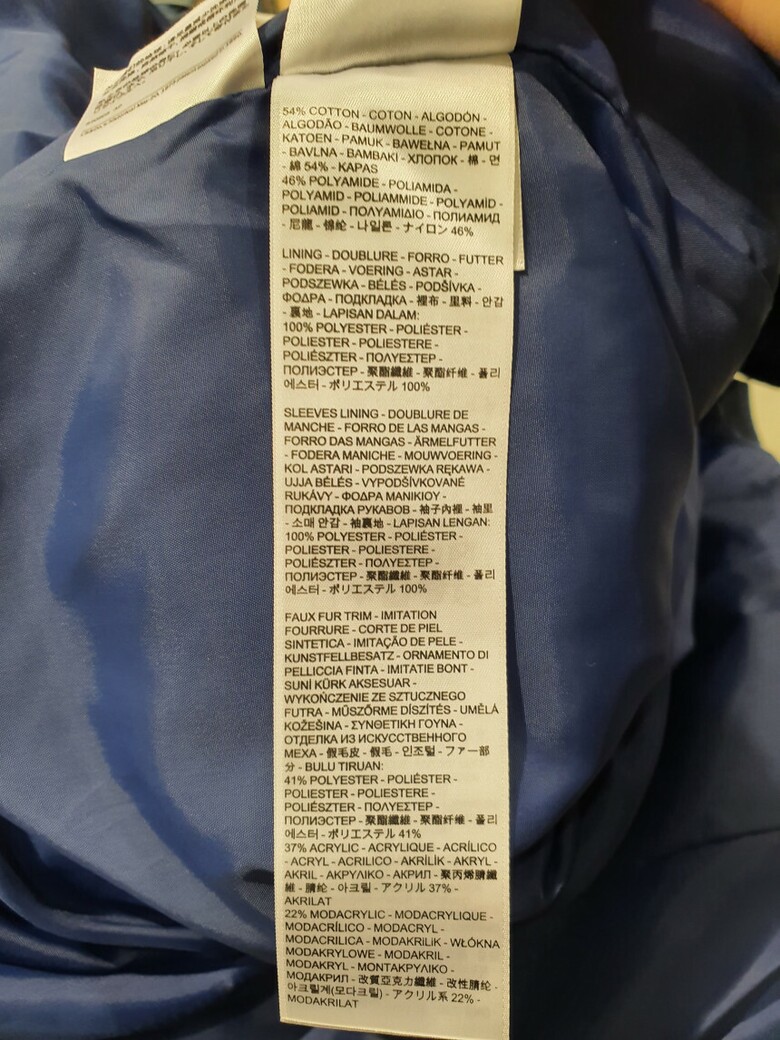 54% COTTON - COTON - ALGODÓN -
ALGODÃO - BAUMWOLLE - COTONE -
KATOEN - PAMUK - BAWEŁNA - PAMUT
- BAVLNA - BAMBAKI - ХЛОПОК - 棉 - 면
- 綿 54% - KAPAS
46% POLYAMIDE - POLIAMIDA -
POLYAMID - POLIAMMIDE - POLYAMÍD -
POLIAMID - ΠΟΛΥΑΜΙΔΙΟ - ПОЛИАМИД
- 尼龍 - 锦纶 - 나일론 - ナイロン 46%
LINING - DOUBLURE - FORRO - FUTTER
- FODERA - VOERING - ASTAR -
PODSZEWKA - BÉLÉS - PODŠÍVKA -
ΦΟΔΡΑ - ПОДКЛАДКА - 裡布 - 里料 - 안감
- 裏地 - LAPISAN DALAM:
100% POLYESTER - POLIÉSTER -
POLIESTER - POLIESTERE -
POLIÉSZTER - ΠΟΛΥΕΣΤΕΡ -
ПОЛИЭСТЕР - 聚酯纖維 - 聚酯纤维 - 폴리
에스터 - ポリエステル 100%
SLEEVES LINING - DOUBLURE DE
MANCHE - FORRO DE LAS MANGAS -
FORRO DAS MANGAS - ÄRMELFUTTER
- FODERA MANICHE - MOUWVOERING -
KOL ASTARI - PODSZEWKA RĘKAWA -
UJJA BÉLÉS - VYPODŠÍVKOVANÉ
RUKÁVY - ΦΟΔΡΑ ΜΑΝΙΚΙΟΥ -
ПОДКЛАДКА РУКАВОВ - 袖子內裡 - 袖里
- 소매 안감 - 袖裏地 - LAPISAN LENGAN:
100% POLYESTER - POLIÉSTER -
POLIESTER - POLIESTERE -
POLIÉSZTER - ΠΟΛΥΕΣΤΕΡ -
ПОЛИЭСТЕР - 聚酯纖維 - 聚酯纤维 - 폴리
에스터 - ポリエステル 100%
FAUX FUR TRIM - IMITATION
FOURRURE - CORTE DE PIEL
SINTETICA - IMITAÇÃO DE PELE -
KUNSTFELLBESATZ - ORNAMENTO DI
PELLICCIA FINTA - IMITATIE BONT -
SUNİ KÜRK AKSESUAR -
WYKOŃCZENIE ZE SZTUCZNEGO
FUTRA - MŰSZŐRME DÍSZÍTÉS - UMĚLÁ
KOŽEŠINA - ΣΥΝΘΕΤΙΚΗ ΓΟΥΝΑ -
ОТДЕЛКА ИЗ ИСКУССТВЕННОГО
МЕХА - 假毛皮 - 假毛 - 인조털 - ファー部
分 - BULU TIRUAN:
41% POLYESTER - POLIÉSTER -
POLIESTER - POLIESTERE -
POLIÉSZTER - ΠΟΛΥΕΣΤΕΡ -
ПОЛИЭСТЕР - 聚酯纖維 - 聚酯纤维 - 폴리
에스터 - ポリエステル 41%
37% ACRYLIC - ACRYLIQUE - ACRÍLICO
- ACRYL - ACRILICO - AKRİLİK - AKRYL -
AKRIL - ΑΚΡΥΛΙΚΟ - АКРИЛ - 聚丙烯腈纖
維 - 腈纶 - 아크릴 - アクリル 37% -
AKRILAT
22% MODACRYLIC - MODACRYLIQUE -
MODACRÍLICO - MODACRYL -
MODACRILICA - MODAKRILiK - WŁÓKNA
MODAKRYLOWE - MODAKRIL -
MODAKRYL - ΜΟΝΤΑΚΡΥΛΙΚΟ -
МОДАКРИЛ - 改質亞克力纖維 - 改性腈纶 -
아크릴계(모다크릴) - アクリル系 22% -
MODAKRILAT